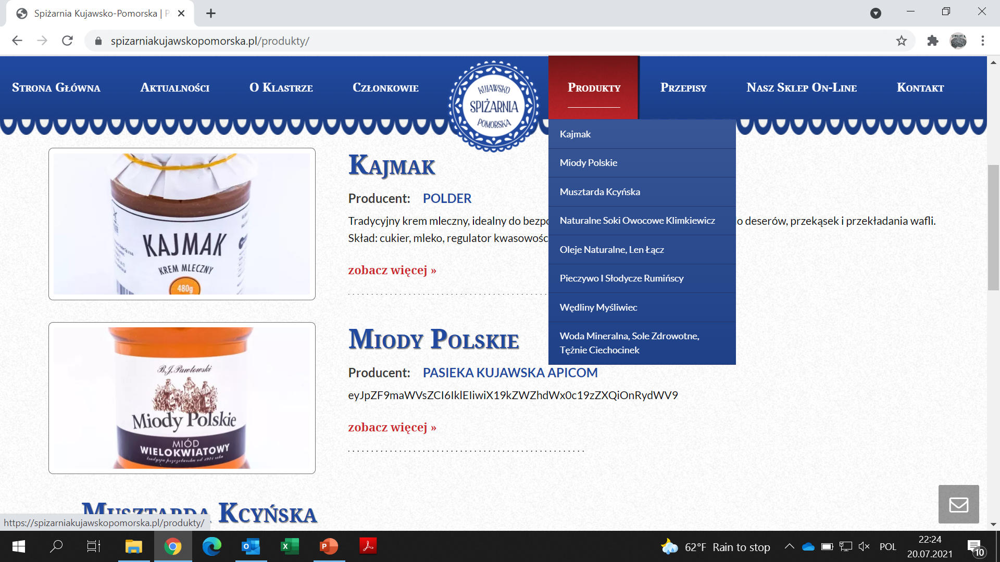 Spiżarnia Kujawsko-Pomorska | P
spizarniakujawskopomorska.pl/produkty/
Strona Główna
Aktualności
O Klastrze
Członkowie
KUJAWSKO
SPIŻARNIA
POMORSKA
Produkty
Przepisy
Nasz Sklep On-Line
Kontakt
Kajmak
Miody Polskie
Musztarda Kcyńska
Naturalne Soki Owocowe Klimkiewicz
Oleje Naturalne, Len Łącz
Pieczywo I Słodycze Rumińscy
Wędliny Myśliwiec
Woda Mineralna, Sole Zdrowotne,
Tężnie Ciechocinek
KAJMAK
KREM MLECZNY
480g
Kajmak
Producent: POLDER
Tradycyjny krem mleczny, idealny do o deserów, przekąsek i przekładania wafli.
Skład: cukier, mleko, regulator
zobacz więcej »
B.J. Pawłowski
Miody Polskie
MIÓD
WIELOKWIATOWY
tradycja pszczelarska od 1921 roku
Miody Polskie
Producent: PASIEKA KUJAWSKA APICOM
eyJpZF9maWVsZCI6IklEIiwiX19kZWZhdWx0c19zZXQiOnRydWV9
zobacz więcej »
Musztarda Kcyńska
https://spizarniakujawskopomorska.pl/produkty/
62°F Rain to stop
POL
22:24
20.07.2021
10